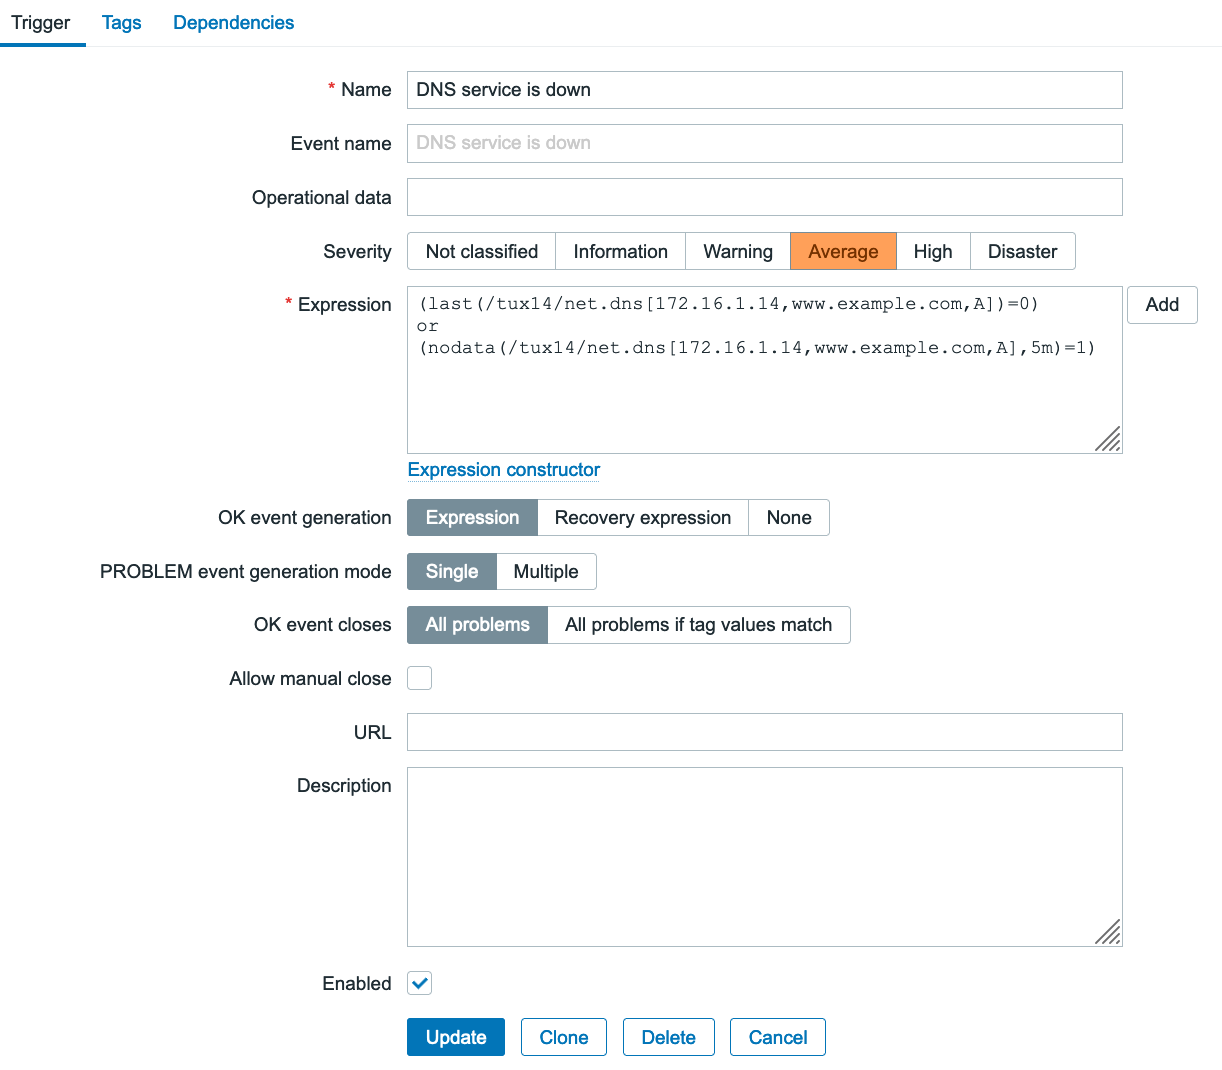 Trigger Tags Dependencies
* Name DNS service is down
Event name DNS service is down
Operational data
Severity Not classified Information Warning Average High Disaster
* Expression (last(/tux14/net.dns[172.16.1.14,www.example.com,A])=0) Add
or
(nodata(/tux14/net.dns[172.16.1.14,www.example.com,A],5m)=1)
Expression constructor
OK event generation Expression Recovery expression None
PROBLEM event generation mode Single Multiple
OK event closes All problems All problems if tag values match
Allow manual close
URL
Description
Enabled
Update Clone Delete Cancel